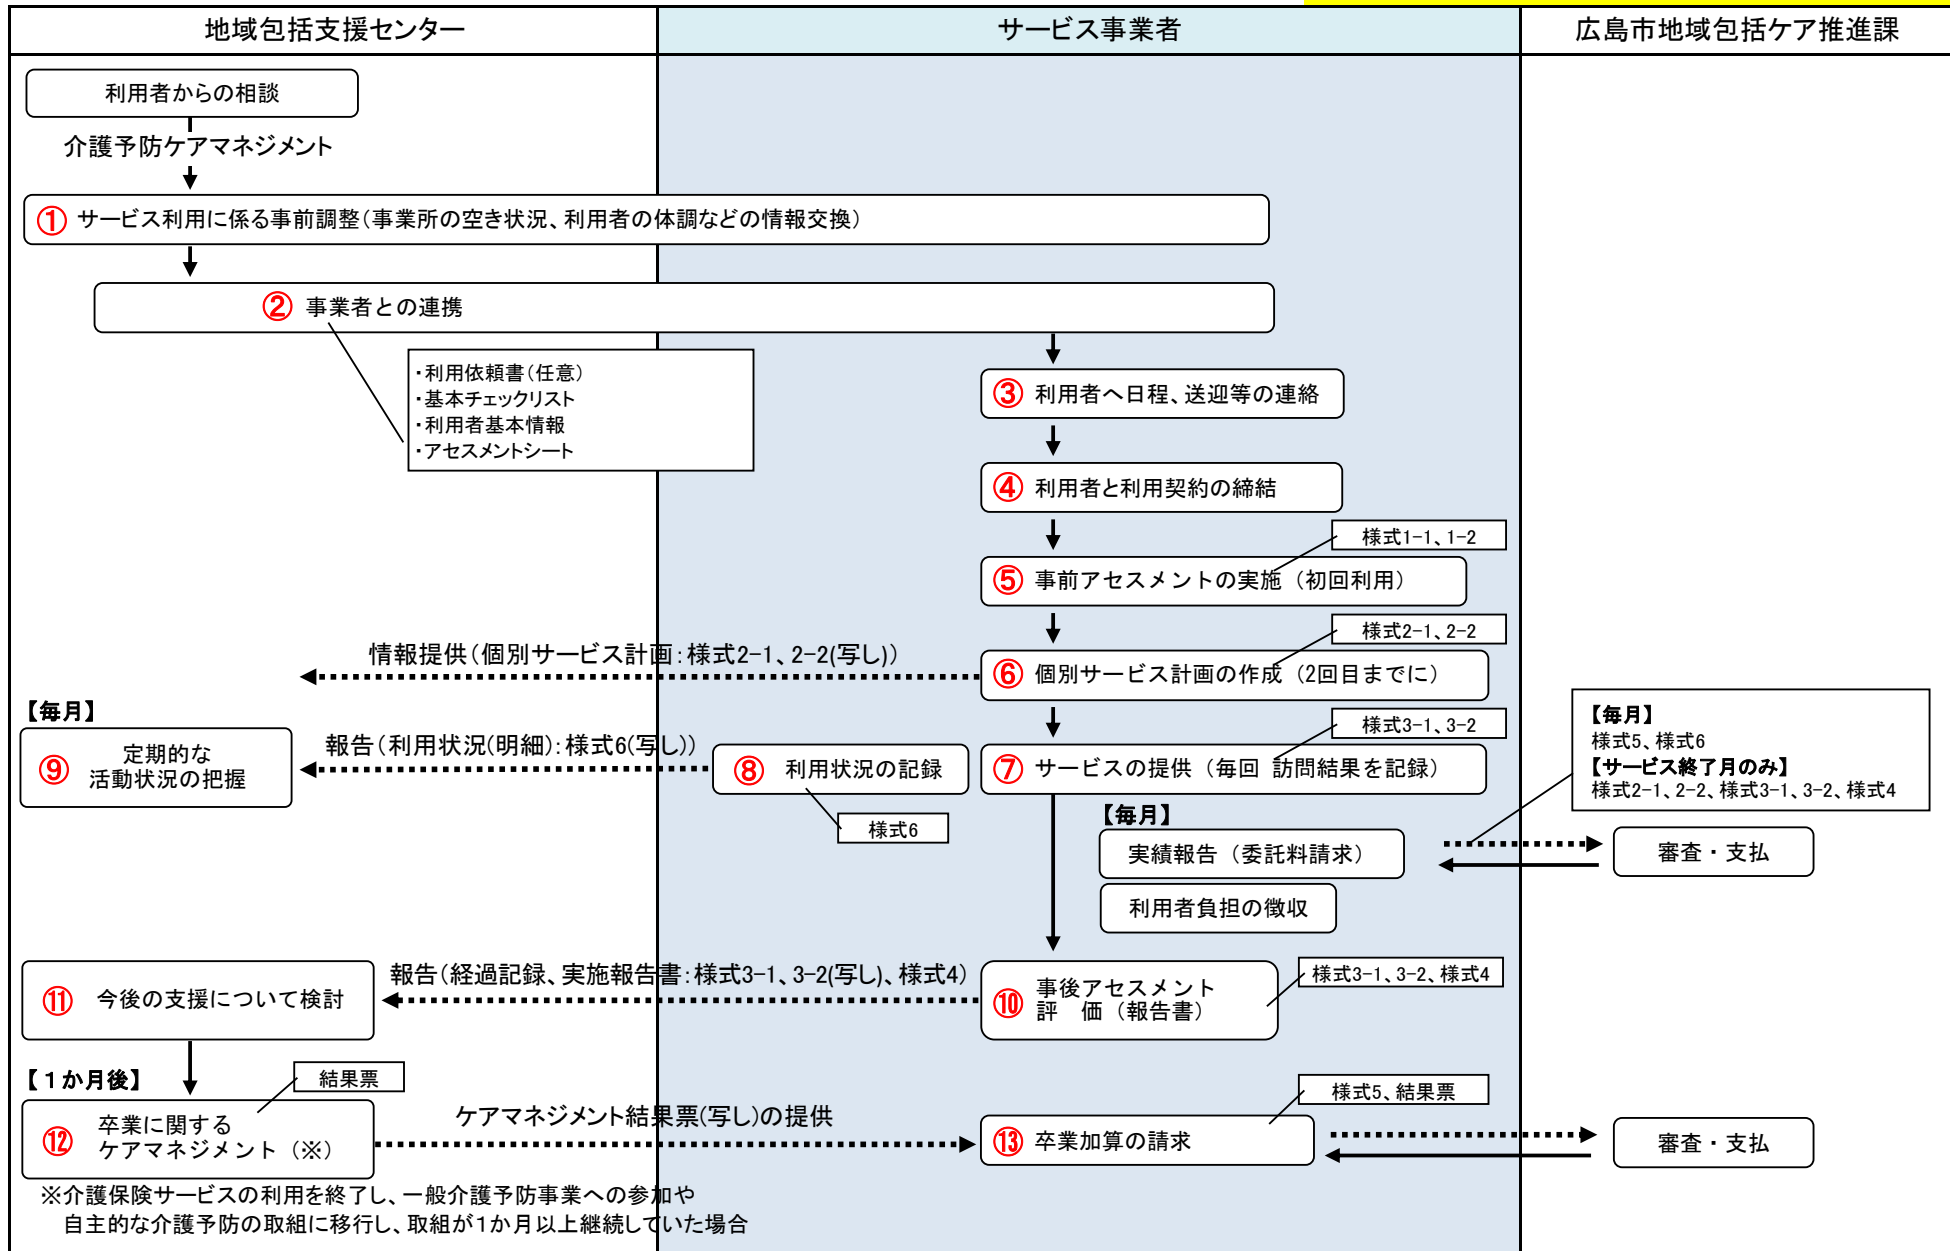 地域包括支援センター
サービス事業者
広島市地域包括ケア推進課
利用者からの相談
介護予防ケアマネジメント
① サービス利用に係る事前調整(事業所の空き状況、利用者の体調などの情報交換)
② 事業者との連携
・利用依頼書(任意)
・基本チェックリスト
・利用者基本情報
・アセスメントシート
③ 利用者へ日程、送迎等の連絡
④ 利用者と利用契約の締結
様式1-1、1-2
⑤ 事前アセスメントの実施(初回利用)
様式2-1、2-2
情報提供(個別サービス計画:様式2-1、2-2(写し))
⑥ 個別サービス計画の作成(2回目までに)
【毎月】
様式3-1、3-2
⑨ 定期的な
活動状況の把握
報告(利用状況(明細):様式6(写し))
⑧ 利用状況の記録
⑦ サービスの提供(毎回 訪問結果を記録)
様式6
【毎月】
様式5、様式6
【サービス終了月のみ】
様式2-1、2-2、様式3-1、3-2、様式4
【毎月】
実績報告(委託料請求)
審査・支払
利用者負担の徴収
⑪ 今後の支援について検討
報告(経過記録、実施報告書:様式3-1、3-2(写し)、様式4)
⑩ 事後アセスメント
評 価(報告書)
様式3-1、3-2、様式4
【1か月後】
結果票
⑫ 卒業に関する
ケアマネジメント(※)
ケアマネジメント結果票(写し)の提供
様式5、結果票
⑬ 卒業加算の請求
審査・支払
※介護保険サービスの利用を終了し、一般介護予防事業への参加や
自主的な介護予防の取組に移行し、取組が1か月以上継続していた場合